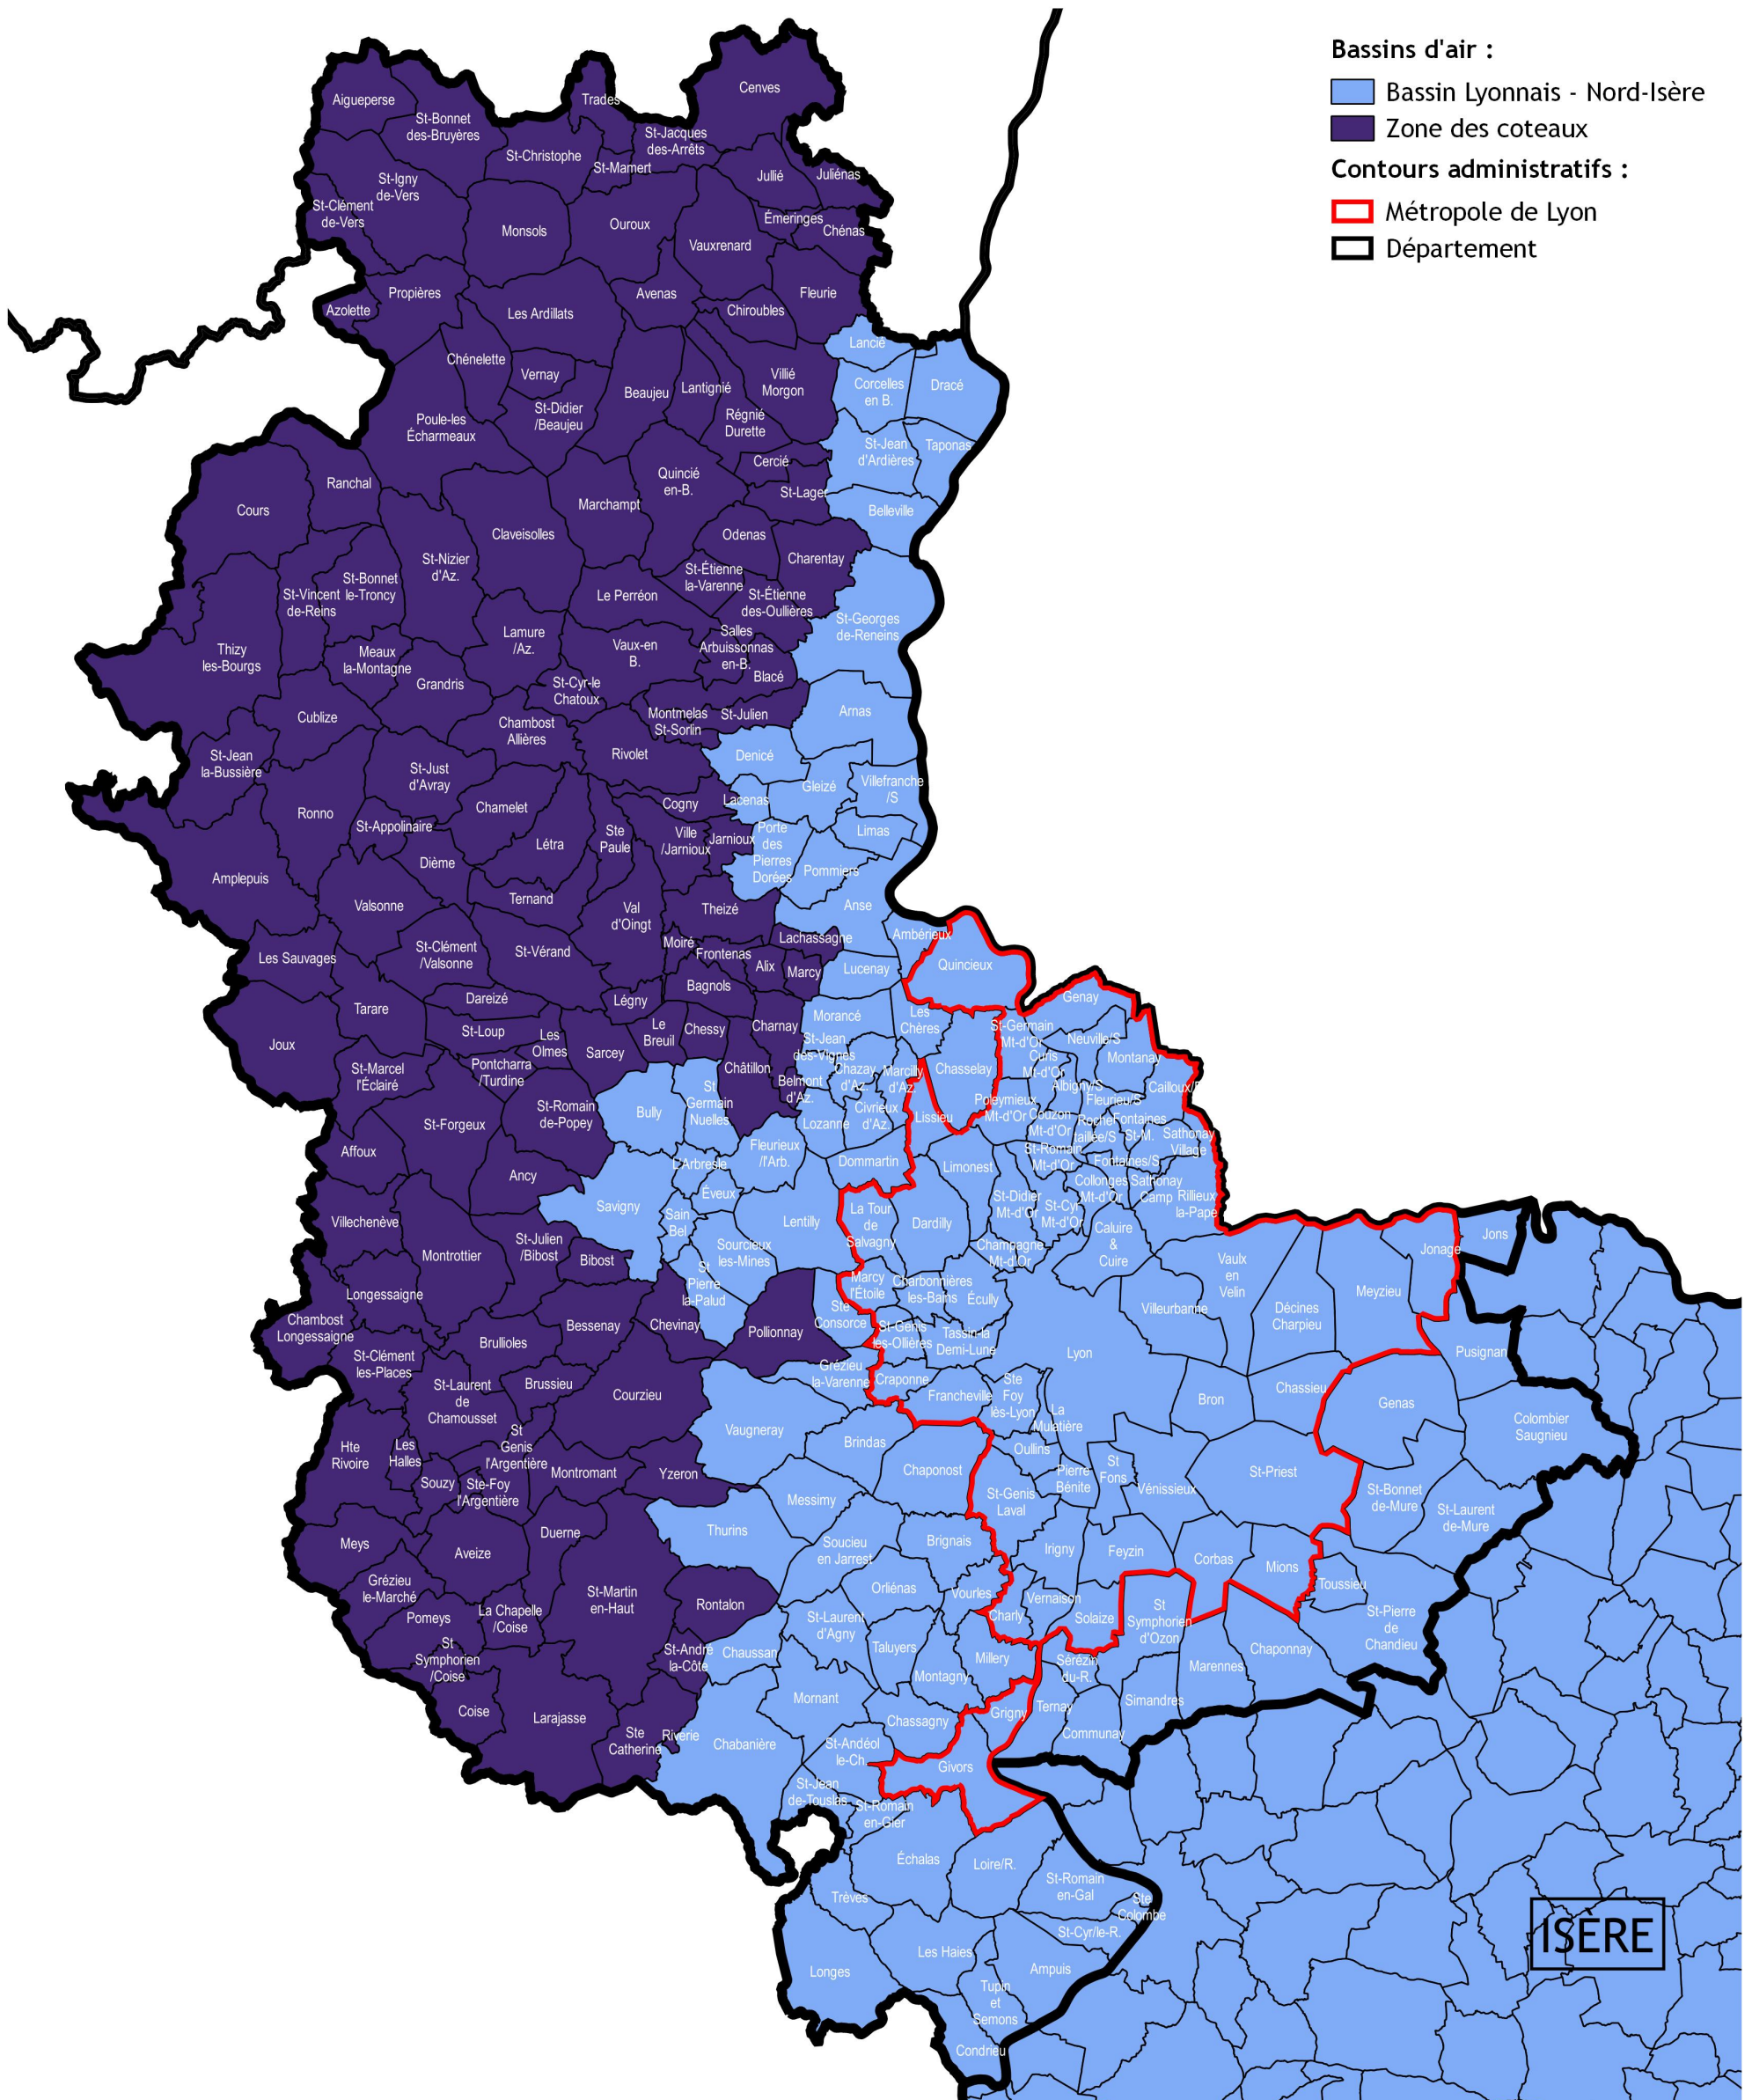 Bassins d'air :
Bassin Lyonnais - Nord-Isère
Zone des coteaux
Contours administratifs :
Métropole de Lyon
Département
Cenves
Aigueperse
Trades
St-Bonnet
des-Bruyères
St-Jacques
des-Arrêts
St-Christophe
St-Mamert
Jullié
Juliénas
St-Igny
de-Vers
St-Clément
de-Vers
Émeringes
Chénas
Monsols
Ouroux
Vauxrenard
Propières
Avenas
Fleurie
Azolette
Les Ardillats
Chiroubles
Lancié
Chénelette
Vernay
Beaujeu
Lantignié
Villié
Morgon
Corcelles
en B.
Dracé
St-Didier
/Beaujeu
Régnié
Durette
Poule-les
Écharmeaux
St-Jean
d'Ardières
Taponas
Cercié
Ranchal
Quincié
en-B.
St-Lager
Cours
Marchampt
Belleville
Claveisolles
Odenas
Charentay
St-Nizier
d'Az.
St-Bonnet
le-Troncy
St-Vincent
de-Reins
St-Étienne
la-Varenne
Le Perréon
St-Étienne
des-Oullières
St-Georges
de-Reneins
Thizy
les-Bourgs
Meaux
la-Montagne
Lamure
/Az.
Vaux-en
B.
Salles
Arbuissonnas
en-B.
Blacé
Grandris
St-Cyr-le
Chatoux
Cublize
Chambost
Allières
Montmelas
St-Sorlin
St-Julien
Arnas
St-Jean
la-Bussière
St-Just
d'Avray
Rivolet
Denicé
Gleizé
Villefranche
/S
Ronno
Chamelet
Cogny
Lacenas
St-Appolinaire
Létra
Ste
Paule
Ville
/Jarnioux
Jarnioux
Porte
des
Pierres
Dorées
Limas
Dième
Pommiers
Amplepuis
Valsonne
Ternand
Val
d'Oingt
Theizé
Anse
Ambérieux
Les Sauvages
St-Clément
/Valsonne
St-Vérand
Moiré
Frontenas
Lachassagne
Alix
Marcy
Lucenay
Quincieux
Bagnols
Tarare
Dareizé
Légny
Genay
Joux
St-Loup
Les
Olmes
Sarcey
Le
Breuil
Chessy
Charnay
Morancé
Les
Chères
St-Germain
Mt-d'Or
Neuville/S
St-Jean
des-Vignes
Curis
Mt-d'Or
Montanay
St-Marcel
l'Éclairé
Pontcharra
/Turdine
Châtillon
Belmont
d'Az.
Chazay
d'Az.
Marcilly
d'Az.
Chasselay
Albigny/S
Fleurieu/S
Poleymieux
Mt-d'Or
St-Romain
de-Popey
Bully
St
Germain
Nuelles
Lozanne
Civrieux
d'Az.
Lissieu
Couzon
Mt-d'Or
Roche
taillée/S
Fontaines
St-M.
Sathonay
Village
St-Forgeux
Affoux
Fleurieux
/l'Arb.
Dommartin
Limonest
St-Romain
Mt-d'Or
Fontaines/S
Ancy
L'Arbresle
Éveux
Savigny
Collonges
Mt-d'Or
Sathonay
Camp
Rillieux
la-Pape
St-Didier
Mt-d'Or
St-Cyr
Mt-d'Or
Villechenève
Sain
Bel
Lentilly
La Tour
de
Salvagny
Dardilly
Caluire
&
Cuire
Jons
Jonage
Montrottier
St-Julien
/Bibost
Bibost
Sourcieux
les-Mines
Champagne
Mt-d'Or
Vaulx
en
Velin
Longessaigne
St
Pierre
la-Palud
Marcy
l'Étoile
Charbonnières
les-Bains
Écully
Villeurbanne
Décines
Charpieu
Meyzieu
Chambost
Longessaigne
Brullioles
Bessenay
Chevinay
Pollionnay
Ste
Consorce
St-Genis
les-Ollières
Tassin-la
Demi-Lune
Lyon
Pusignan
St-Clément
les-Places
Grézieu
la-Varenne
Craponne
Francheville
Ste
Foy
lès-Lyon
Chassieu
Genas
St-Laurent
de
Chamousset
Brussieu
Courzieu
Bron
La
Mulatière
Vaugneray
Brindas
Oullins
Colombier
Saugnieu
Hte
Rivoire
Les
Halles
St
Genis
l'Argentière
Montromant
Yzeron
Chaponost
Pierre
Bénite
St
Fons
Vénissieux
St-Priest
Souzy
Ste-Foy
l'Argentière
Messimy
St-Genis
Laval
St-Bonnet
de-Mure
St-Laurent
de-Mure
Meys
Aveize
Duerne
Thurins
Soucieu
en Jarrest
Brignais
Irigny
Feyzin
Corbas
Mions
Toussieu
Grézieu
le-Marché
St-Martin
en-Haut
Rontalon
Orliénas
Vourles
Vernaison
Charly
Solaize
St
Symphorien
d'Ozon
St-Pierre
de
Chandieu
Pomeys
La Chapelle
/Coise
St-Laurent
d'Agny
Taluyers
St
Symphorien
/Coise
St-André
la-Côte
Chaussan
Millery
Montagny
Sérézin
du-R.
Marennes
Chaponnay
Coise
Larajasse
Mornant
Chassagny
Grigny
Ternay
Simandres
Communay
Ste
Catherine
Riverie
Chabanière
St-Andéol
le-Ch.
Givors
St-Jean
de-Touslas
St-Romain
en-Gier
Échalas
Loire/R.
St-Romain
en-Gal
Trèves
Ste
Colombe
St-Cyr/le-R.
Les Haies
Longes
Ampuis
Tupin
et
Semons
Condrieu
ISÈRE